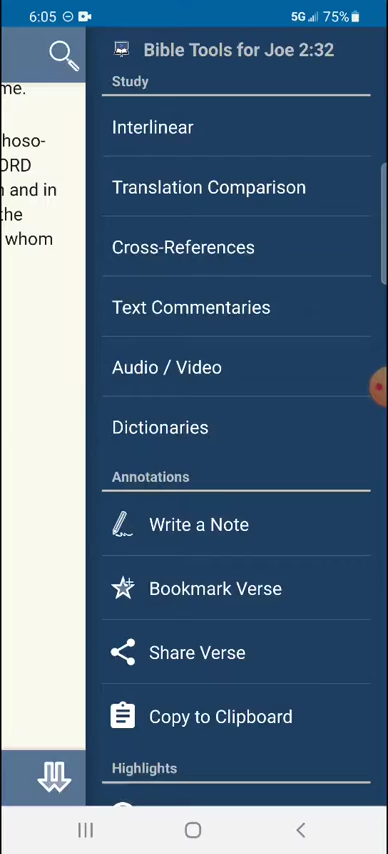 6:05
5G 75%
Bible Tools for Joe 2:32
Study
me.
hoso-
ORD
and in
the
whom
Interlinear
Translation Comparison
Cross-References
Text Commentaries
Audio / Video
Dictionaries
Annotations
Write a Note
Bookmark Verse
Share Verse
Copy to Clipboard
Highlights